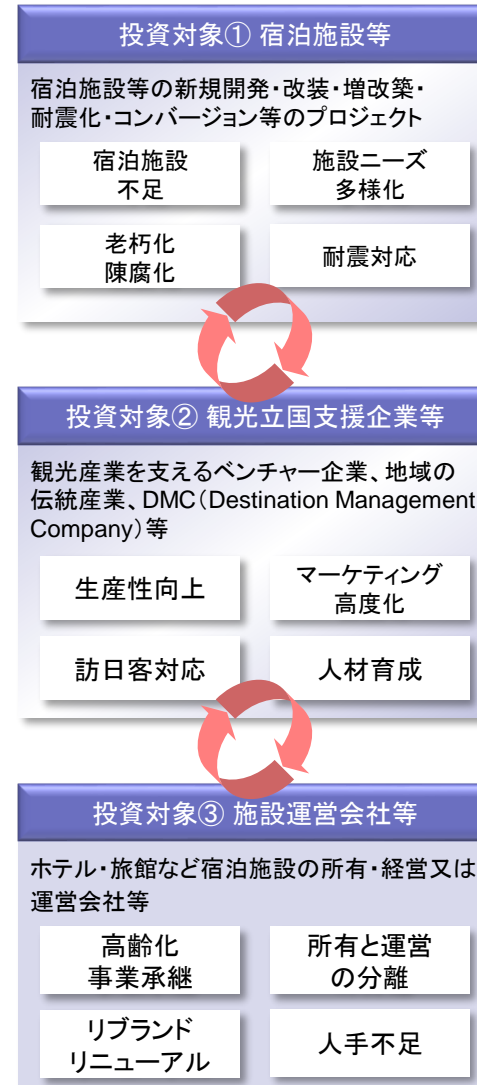 投資対象① 宿泊施設等
宿泊施設等の新規開発・改装・増改築・
耐震化・コンバージョン等のプロジェクト
宿泊施設
不足
施設ニーズ
多様化
老朽化
陳腐化
耐震対応
投資対象② 観光立国支援企業等
観光産業を支えるベンチャー企業、地域の
伝統産業、DMC（Destination Management
Company）等
生産性向上
マーケティング
高度化
訪日客対応
人材育成
投資対象③ 施設運営会社等
ホテル・旅館など宿泊施設の所有・経営又は
運営会社等
高齢化
事業承継
所有と運営
の分離
リブランド
リニューアル
人手不足